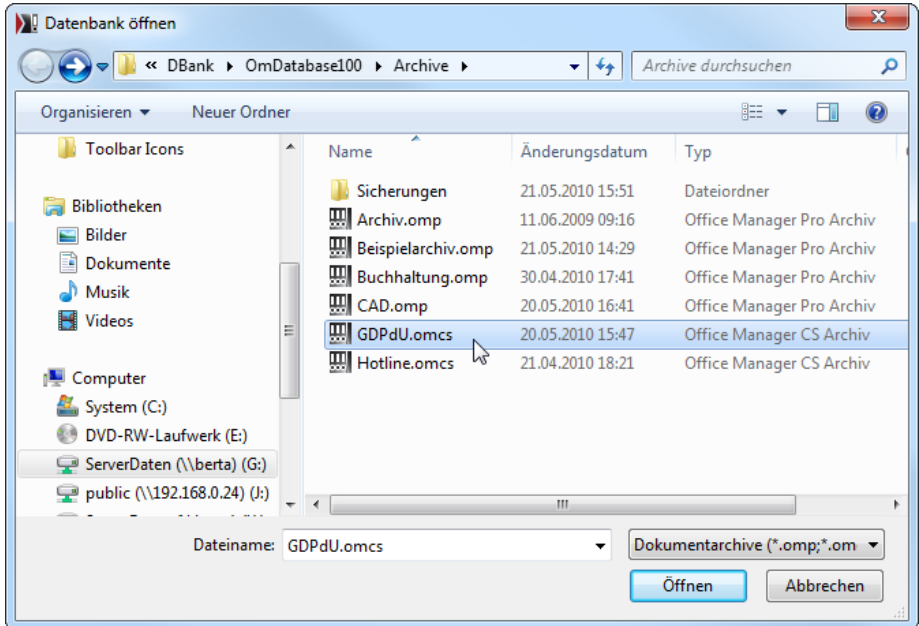 Datenbank öffnen
« DBank ▸ OmDatabase100 ▸ Archive ▸ Archive durchsuchen
Organisieren Neuer Ordner
Toolbar Icons
Bibliotheken
Bilder
Dokumente
Musik
Videos
Computer
System (C:)
DVD-RW-Laufwerk (E:)
ServerDaten (\\berta) (G:)
public (\\192.168.0.24) (J:)
Name Änderungsdatum Typ
Sicherungen 21.05.2010 15:51 Dateiordner
Archiv.omp 11.06.2009 09:16 Office Manager Pro Archiv
Beispielarchiv.omp 21.05.2010 14:29 Office Manager Pro Archiv
Buchhaltung.omp 30.04.2010 17:41 Office Manager Pro Archiv
CAD.omp 20.05.2010 16:41 Office Manager Pro Archiv
GDPdU.omcs 20.05.2010 15:47 Office Manager CS Archiv
Hotline.omcs 21.04.2010 18:21 Office Manager CS Archiv
Dateiname: GDPdU.omcs Dokumentarchive (*.omp;*.om
Öffnen Abbrechen